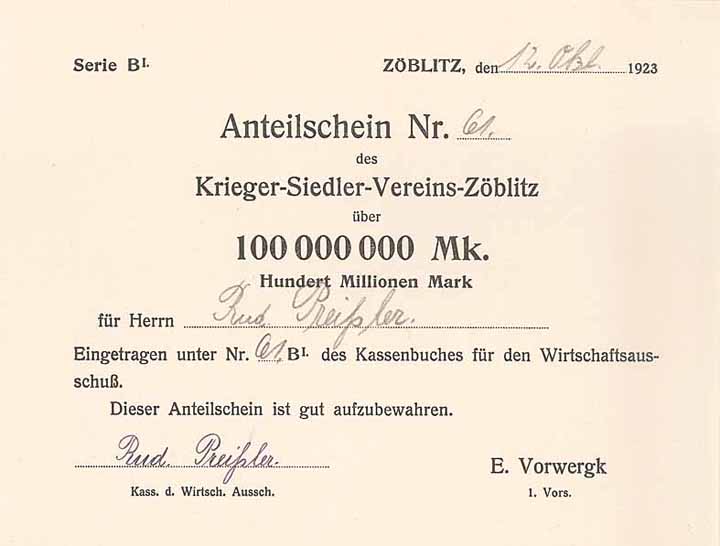 Serie B I.
ZÖBLITZ, den 12. Okt. 1923
Anteilschein Nr. 61.
des
Krieger-Siedler-Vereins-Zöblitz
über
100 000 000 Mk.
Hundert Millionen Mark
für Herrn Rud. Preißler.
Eingetragen unter Nr. 61. B I. des Kassenbuches für den Wirtschaftsaus-
schuß.
Dieser Anteilschein ist gut aufzubewahren.
Rud. Preißler.
Kass. d. Wirtsch. Aussch.
E. Vorwergk
1. Vors.